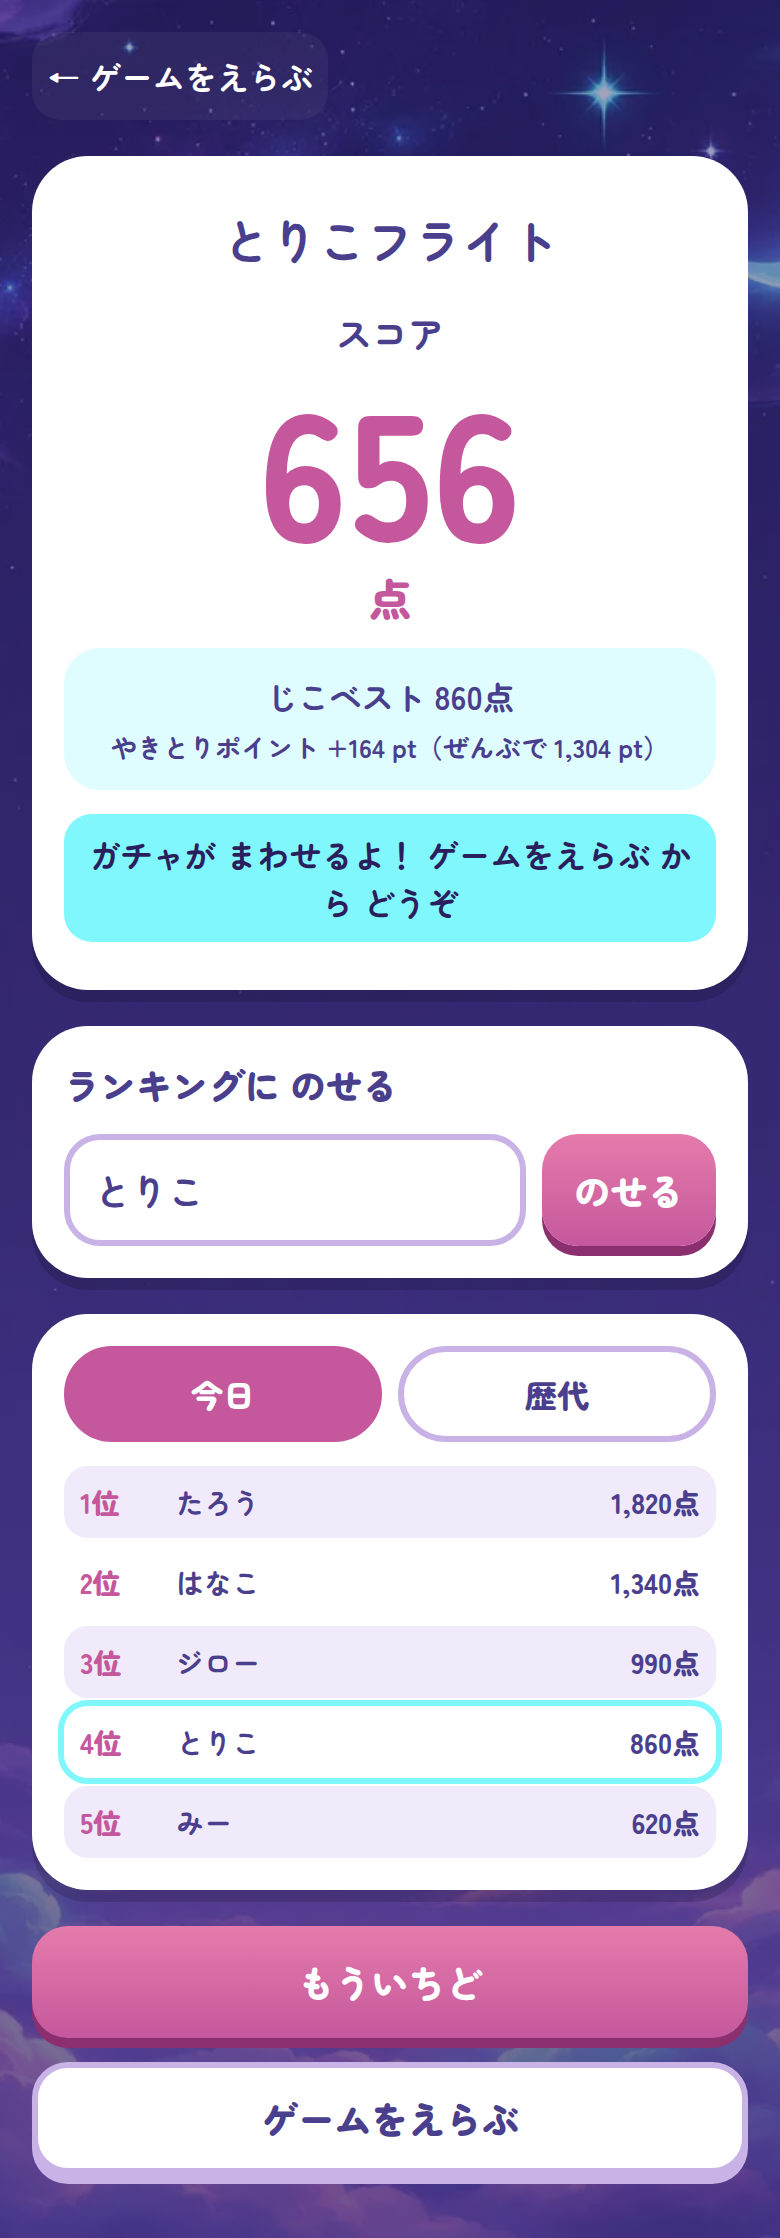 ← ゲームをえらぶ
とりこフライト
スコア
656
点
じこベスト 860点
やきとりポイント +164 pt（ぜんぶで 1,304 pt）
ガチャが まわせるよ！ ゲームをえらぶ か
ら どうぞ
ランキングに のせる
とりこ のせる
今日 歴代
1位 たろう 1,820点
2位 はなこ 1,340点
3位 ジロー 990点
4位 とりこ 860点
5位 みー 620点
もういちど
ゲームをえらぶ